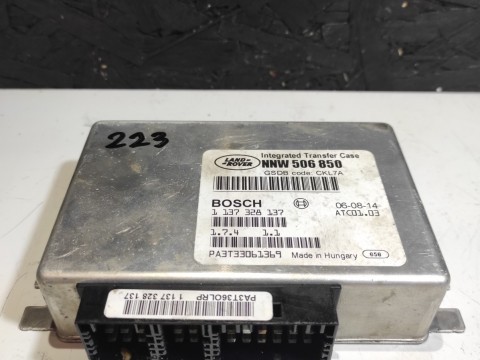 223
LAND-
ROVER
Integrated Transfer Case
NNW 506 850
GSDB code: CKL7A
BOSCH
06-08-14
1 137 328 137
ATC01.03
1.7.4 1.1
PA3T33061369
Made in Hungary
658
PA3T360LRP
1 137 328 137